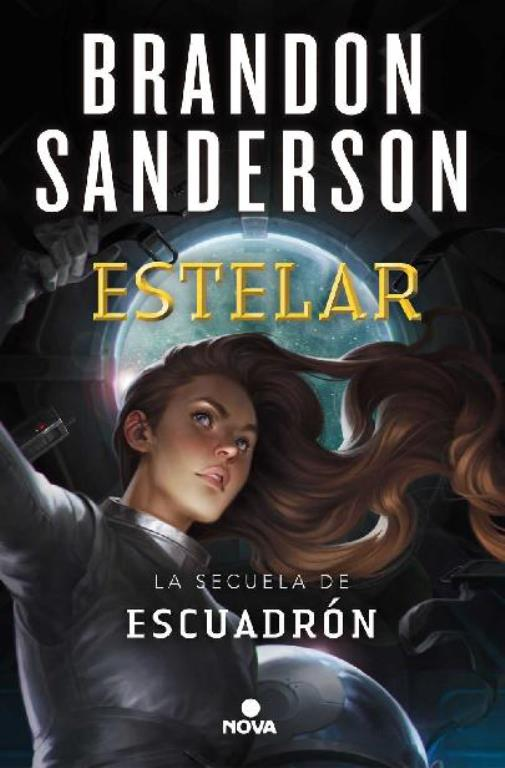 BRANDON
SANDERSON
ESTELAR
LA SECUELA DE
ESCUADRÓN
NOVA